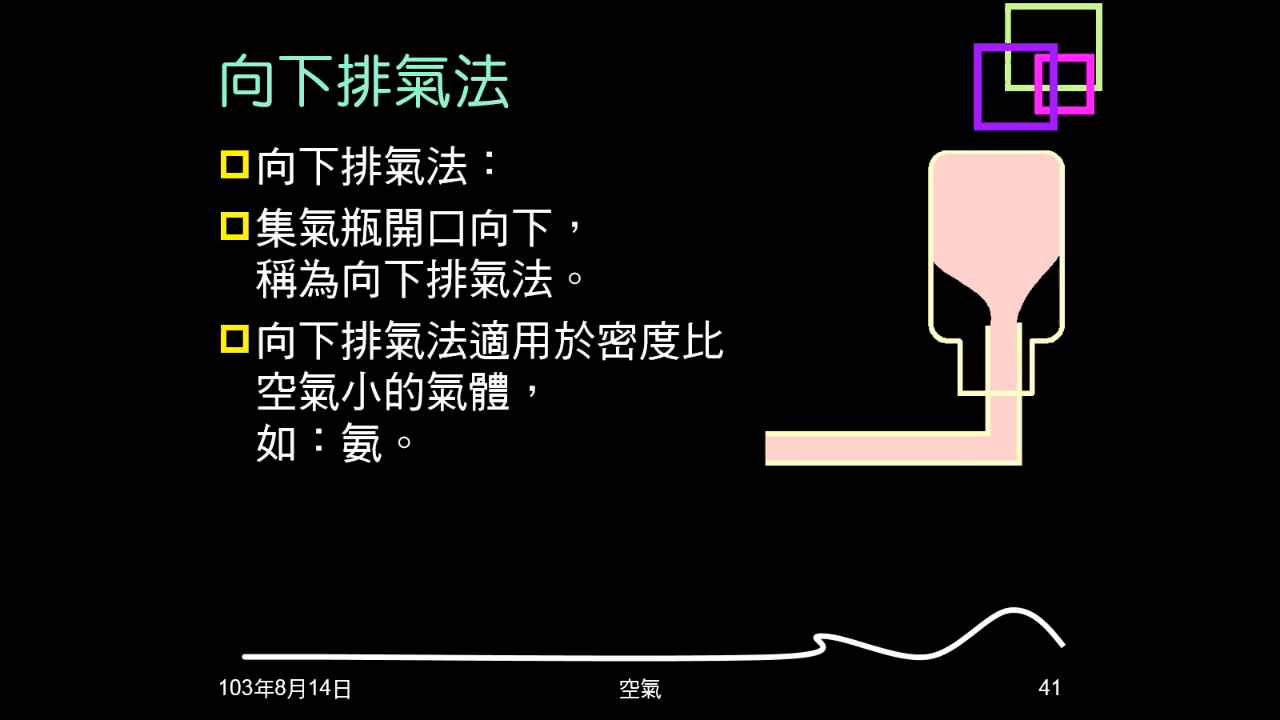 向下排氣法
向下排氣法：
集氣瓶開口向下，
稱為向下排氣法。
向下排氣法適用於密度比
空氣小的氣體，
如：氨。
103年8月14日
空氣
41